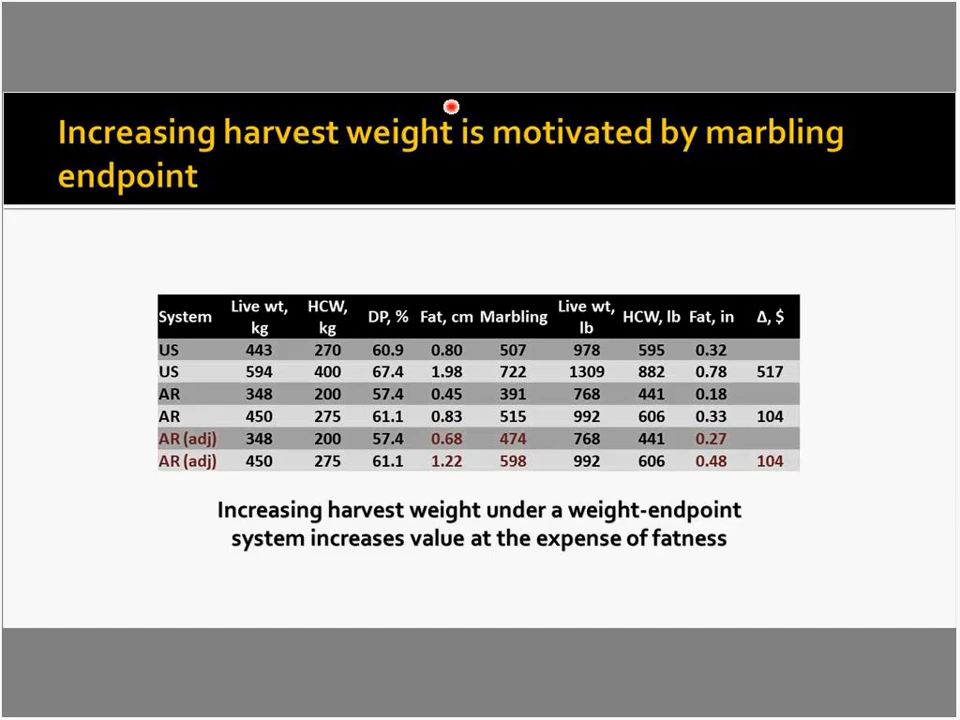 Increasing harvest weight is motivated by marbling
endpoint
System Live wt, kg HCW, kg DP, % Fat, cm Marbling Live wt, lb HCW, lb Fat, in Δ, $
US 443 270 60.9 0.80 507 978 595 0.32
US 594 400 67.4 1.98 722 1309 882 0.78 517
AR 348 200 57.4 0.45 391 768 441 0.18
AR 450 275 61.1 0.83 515 992 606 0.33 104
AR (adj) 348 200 57.4 0.68 474 768 441 0.27
AR (adj) 450 275 61.1 1.22 598 992 606 0.48 104
Increasing harvest weight under a weight-endpoint
system increases value at the expense of fatness